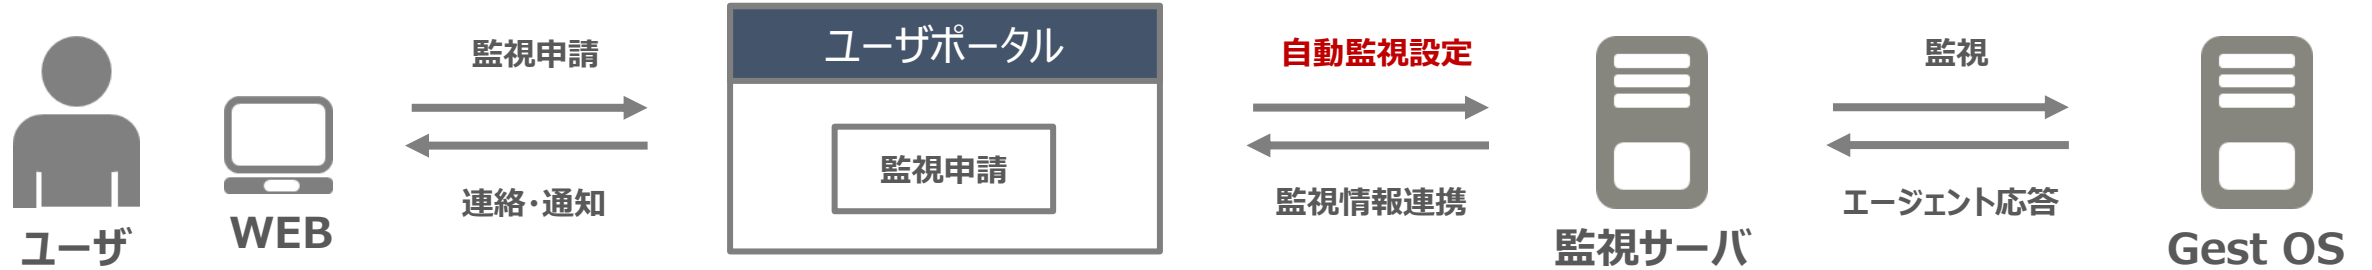 ユーザ
WEB
監視申請
連絡・通知
ユーザポータル
監視申請
自動監視設定
監視情報連携
監視サーバ
監視
エージェント応答
Gest OS